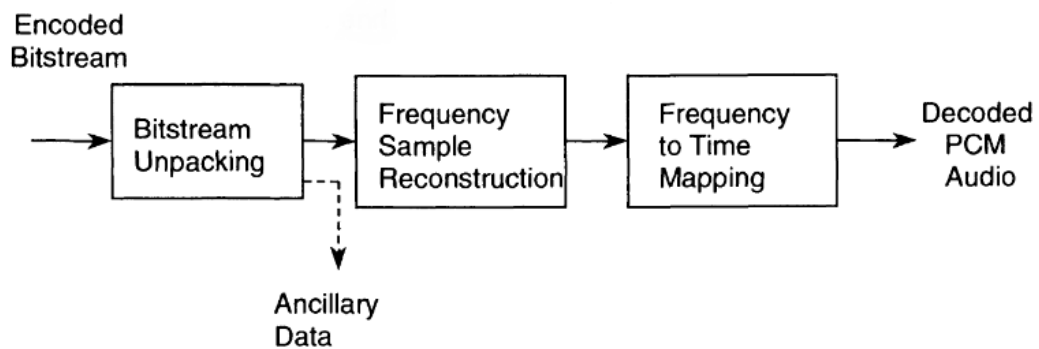 Encoded
Bitstream
Bitstream
Unpacking
Frequency
Sample
Reconstruction
Frequency
to Time
Mapping
Decoded
PCM
Audio
Ancillary
Data